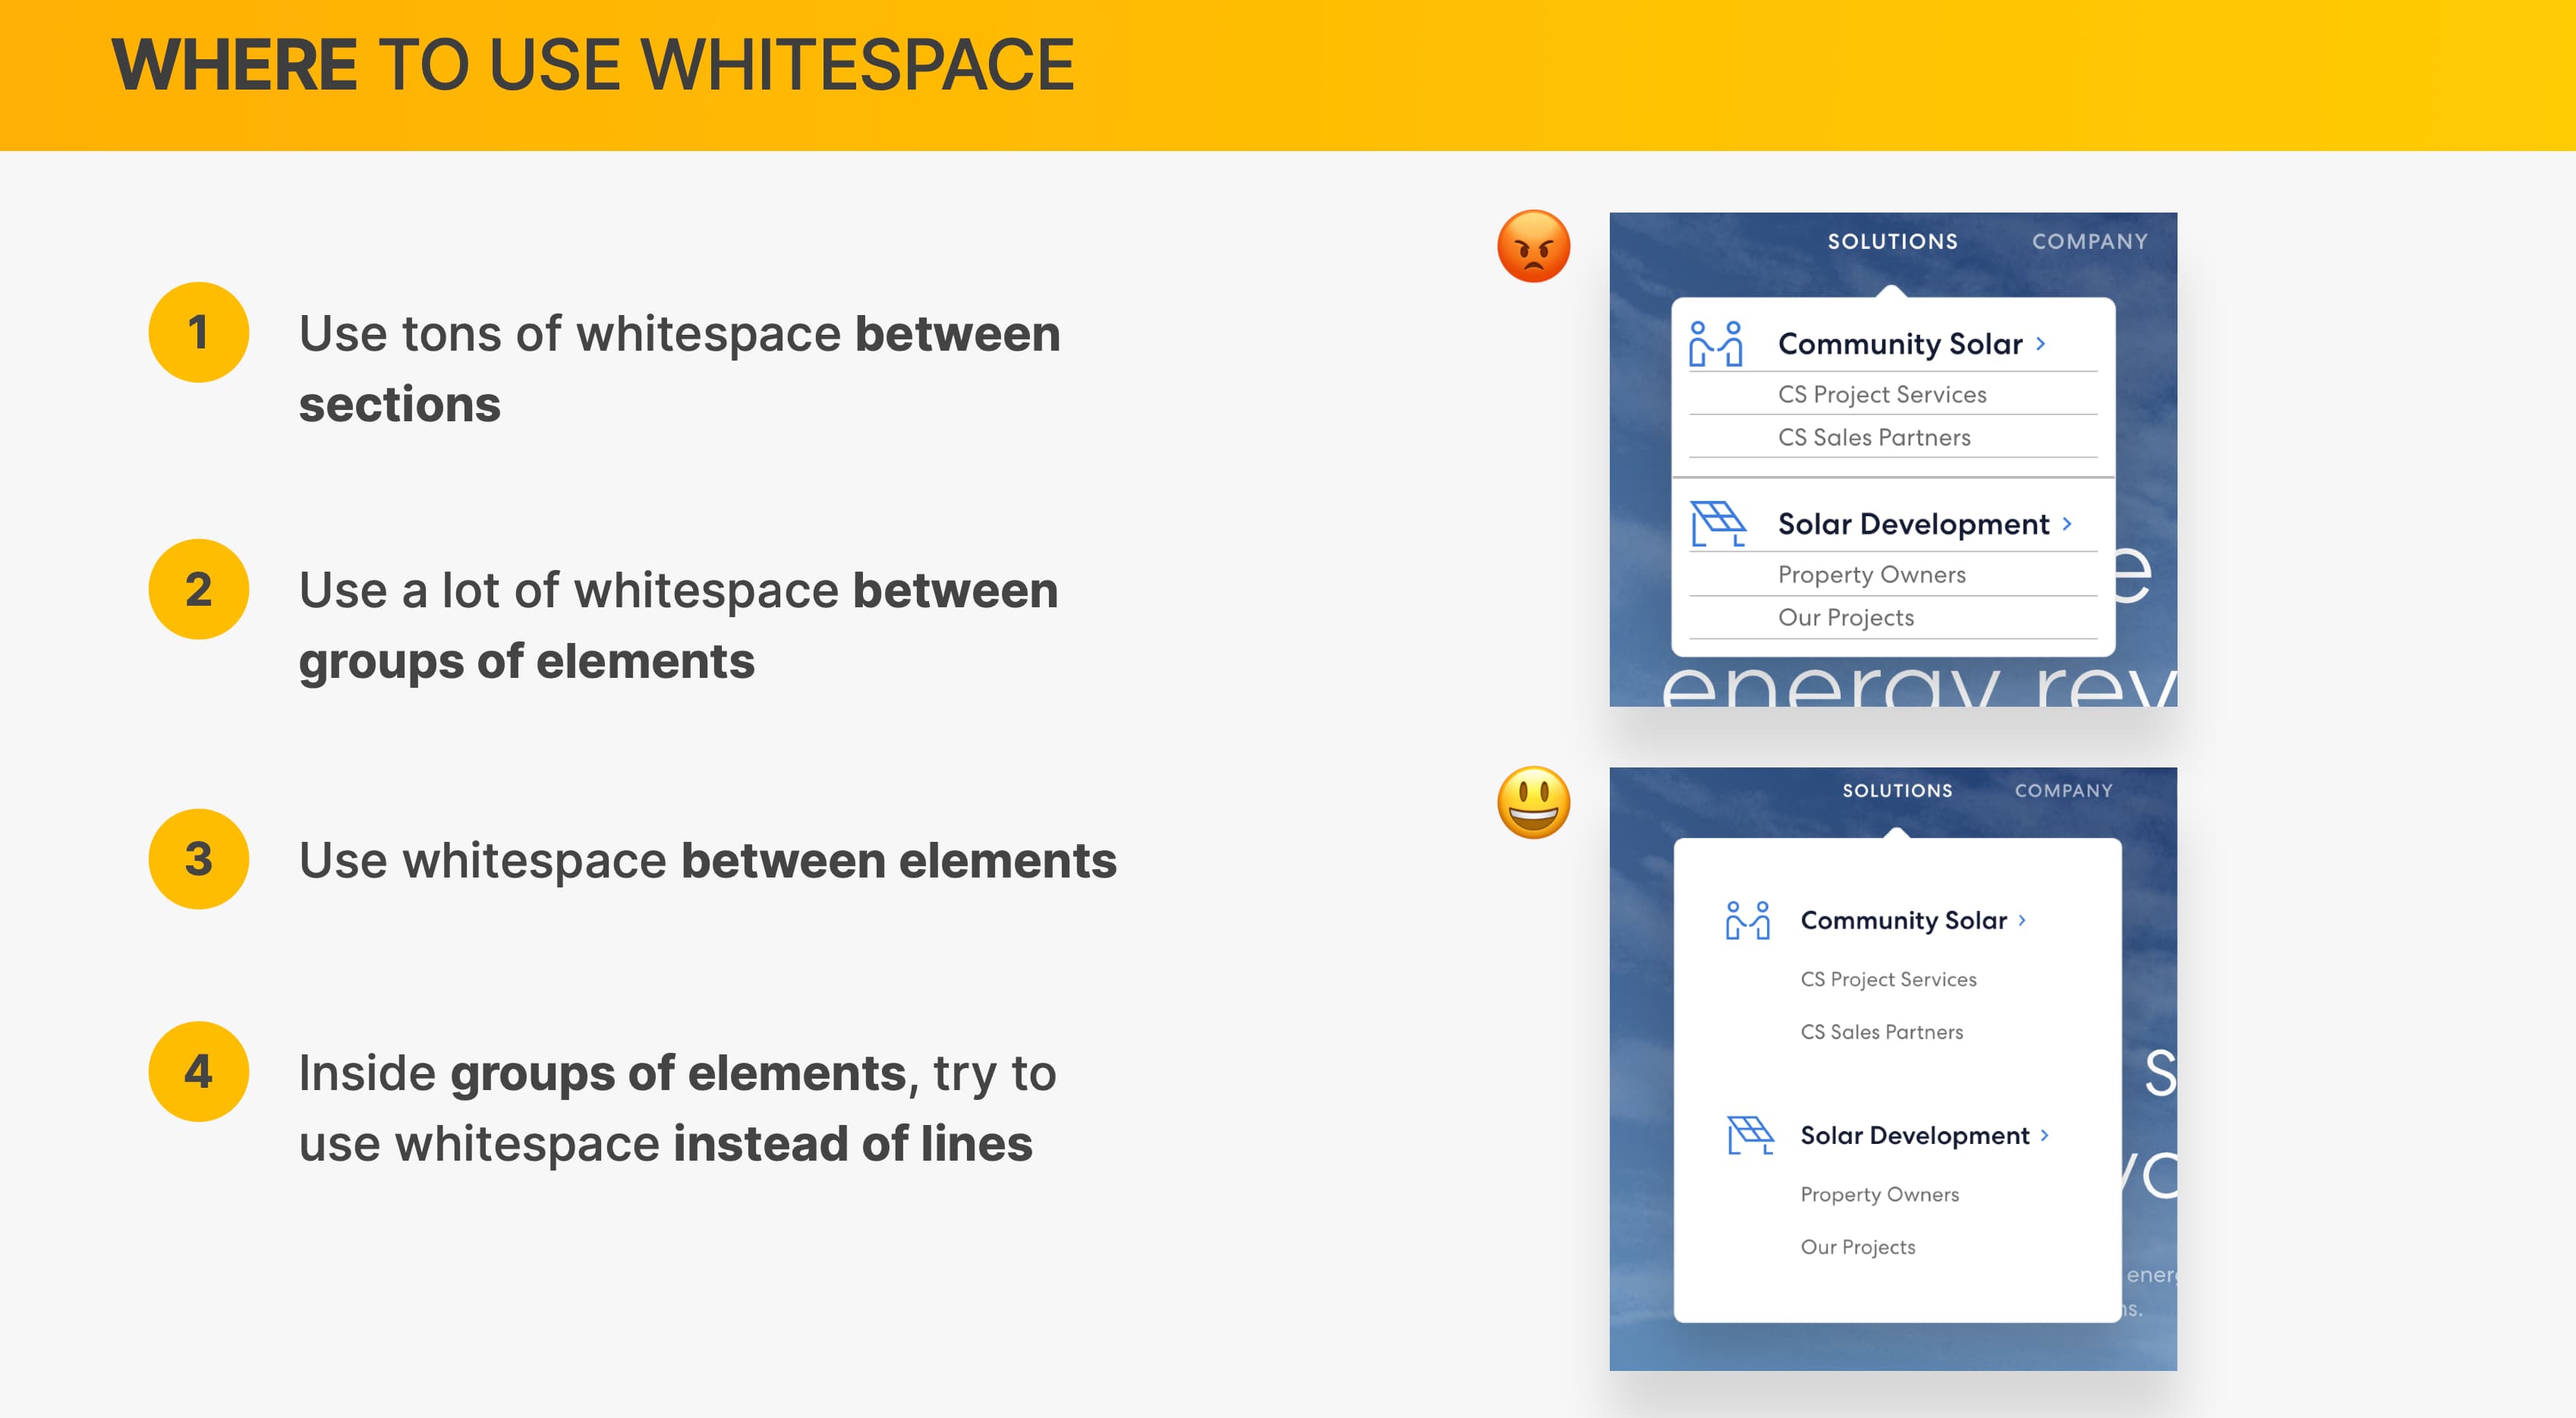 WHERE TO USE WHITESPACE
1
Use tons of whitespace between
sections
2
Use a lot of whitespace between
groups of elements
3
Use whitespace between elements
4
Inside groups of elements, try to
use whitespace instead of lines
SOLUTIONS COMPANY
Community Solar >
CS Project Services
CS Sales Partners
Solar Development >
Property Owners
Our Projects
e
energy rev
SOLUTIONS COMPANY
Community Solar >
CS Project Services
CS Sales Partners
Solar Development >
Property Owners
Our Projects